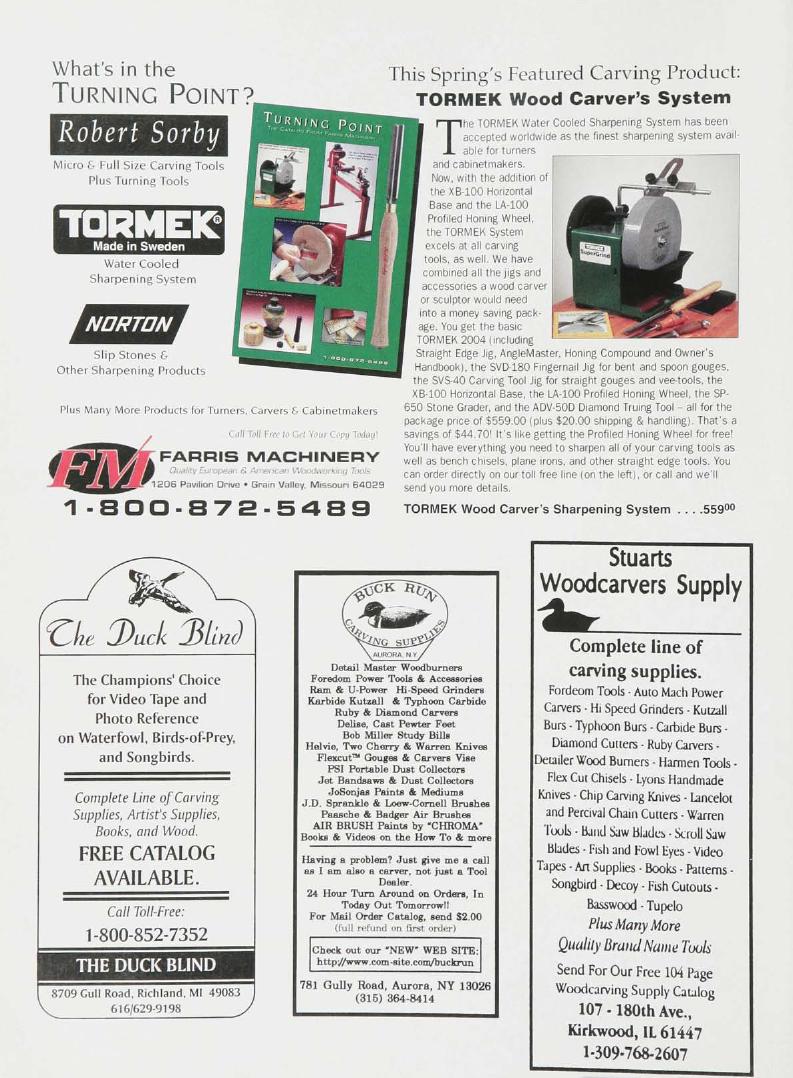 What's in the
TURNING POINT?
Robert Sorby
Micro & Full Size Carving Tools
Plus Turning Tools
TORMEK®
Made in Sweden
Water Cooled
Sharpening System
NORTON
Slip Stones &
Other Sharpening Products
TURNING POINT
1-800-872-5489
Plus Many More Products for Turners, Carvers & Cabinetmakers
Call Toll Free to Get Your Copy Today!
FM
FARRIS MACHINERY
Quality European & American Woodworking Tools
1206 Pavilion Drive • Grain Valley, Missouri 64029
1-800-872-5489
This Spring's Featured Carving Product:
TORMEK Wood Carver's System
The TORMEK Water Cooled Sharpening System has been
accepted worldwide as the finest sharpening system avail-
able for turners
and cabinetmakers.
Now, with the addition of
the XB-100 Horizontal
Base and the LA-100
Profiled Honing Wheel,
the TORMEK System
excels at all carving
tools, as well. We have
combined all the jigs and
accessories a wood carver
or sculptor would need
into a money saving pack-
age. You get the basic
TORMEK 2004 (including
Straight Edge Jig, AngleMaster, Honing Compound and Owner's
Handbook), the SVD-180 Fingernail Jig for bent and spoon gouges,
the SVS-40 Carving Tool Jig for straight gouges and vee-tools, the
XB-100 Horizontal Base, the LA-100 Profiled Honing Wheel, the SP-
650 Stone Grader, and the ADV-50D Diamond Truing Tool – all for the
package price of $559.00 (plus $20.00 shipping & handling). That's a
savings of $44.70! It's like getting the Profiled Honing Wheel for free!
You'll have everything you need to sharpen all of your carving tools as
well as bench chisels, plane irons, and other straight edge tools. You
can order directly on our toll free line (on the left), or call and we'll
send you more details.
TORMEK Wood Carver's Sharpening System . . . .559⁰⁰
TORMEK
SuperGrind
The Duck Blind
The Champions' Choice
for Video Tape and
Photo Reference
on Waterfowl, Birds-of-Prey,
and Songbirds.
Complete Line of Carving
Supplies, Artist's Supplies,
Books, and Wood.
FREE CATALOG
AVAILABLE.
Call Toll-Free:
1-800-852-7352
THE DUCK BLIND
8709 Gull Road, Richland, MI 49083
616/629-9198
BUCK RUN
CARVING SUPPLIES
AURORA, N.Y.
Detail Master Woodburners
Foredom Power Tools & Accessories
Ram & U-Power Hi-Speed Grinders
Karbide Kutzall & Typhoon Carbide
Ruby & Diamond Carvers
Delise, Cast Pewter Feet
Bob Miller Study Bills
Helvie, Two Cherry & Warren Knives
Flexcut™ Gouges & Carvers Vise
PSI Portable Dust Collectors
Jet Bandsaws & Dust Collectors
JoSonjas Paints & Mediums
J.D. Sprankle & Loew-Cornell Brushes
Paasche & Badger Air Brushes
AIR BRUSH Paints by "CHROMA"
Books & Videos on the How To & more
Having a problem? Just give me a call
as I am also a carver, not just a Tool
Dealer.
24 Hour Turn Around on Orders, In
Today Out Tomorrow!!
For Mail Order Catalog, send $2.00
(full refund on first order)
Check out our "NEW" WEB SITE:
http://www.com-site.com/buckrun
781 Gully Road, Aurora, NY 13026
(315) 364-8414
Stuarts
Woodcarvers Supply
Complete line of
carving supplies.
Fordeom Tools - Auto Mach Power
Carvers - Hi Speed Grinders - Kutzall
Burs - Typhoon Burs - Carbide Burs -
Diamond Cutters - Ruby Carvers -
Detailer Wood Burners - Harmen Tools -
Flex Cut Chisels - Lyons Handmade
Knives - Chip Carving Knives - Lancelot
and Percival Chain Cutters - Warren
Tools - Band Saw Blades - Scroll Saw
Blades - Fish and Fowl Eyes - Video
Tapes - Art Supplies - Books - Patterns -
Songbird - Decoy - Fish Cutouts -
Basswood - Tupelo
Plus Many More
Quality Brand Name Tools
Send For Our Free 104 Page
Woodcarving Supply Catalog
107 - 180th Ave.,
Kirkwood, IL 61447
1-309-768-2607